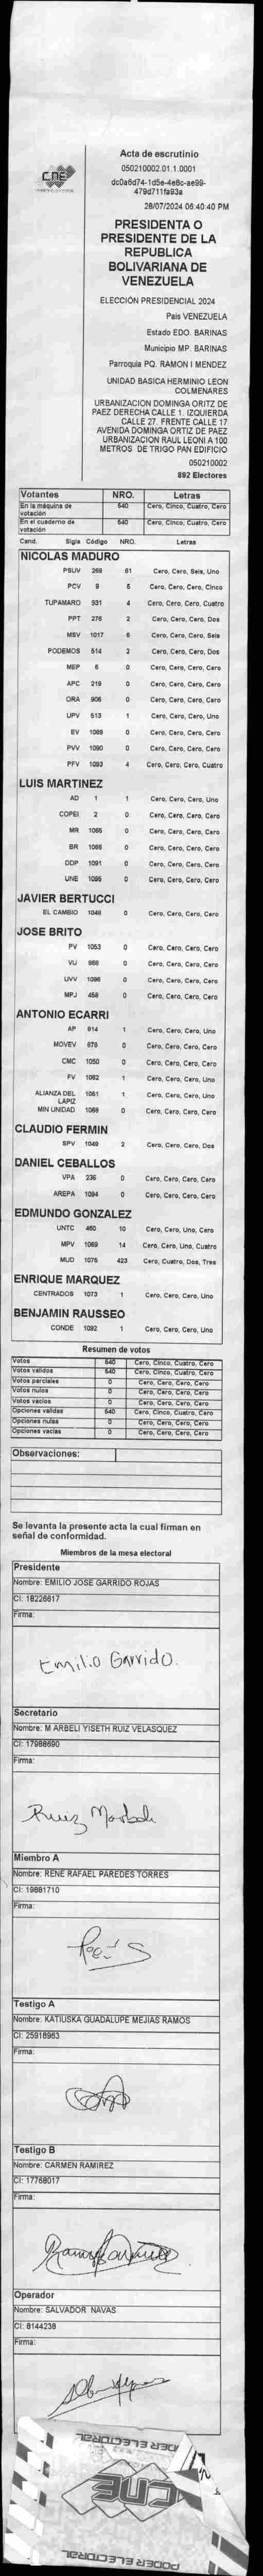 CNE
Acta de escrutinio
050210002.01.1.0001
dc0a6d74-1d5e-4e8c-ae99-
479d711fa93a
28/07/2024 06:40:40 PM
PRESIDENTA O
PRESIDENTE DE LA
REPUBLICA
BOLIVARIANA DE
VENEZUELA
ELECCIÓN PRESIDENCIAL 2024
Pais VENEZUELA
Estado EDO. BARINAS
Municipio MP. BARINAS
Parroquia PQ. RAMON I MENDEZ
UNIDAD BASICA HERMINIO LEON
COLMENARES
URBANIZACION DOMINGA ORITZ DE
PAEZ DERECHA CALLE 1. IZQUIERDA
CALLE 27. FRENTE CALLE 17
AVENIDA DOMINGA ORTIZ DE PAEZ
URBANIZACION RAUL LEONI A 100
METROS DE TRIGO PAN EDIFICIO
050210002
892 Electores
Votantes NRO. Letras
En la máquina de votación 540 Cero, Cinco, Cuatro, Cero
En el cuaderno de votación 540 Cero, Cinco, Cuatro, Cero
Cand. Sigla Código NRO. Letras
NICOLAS MADURO
PSUV 269 61 Cero, Cero, Seis, Uno
PCV 9 5 Cero, Cero, Cero, Cinco
TUPAMARO 931 4 Cero, Cero, Cero, Cuatro
PPT 276 2 Cero, Cero, Cero, Dos
MSV 1017 6 Cero, Cero, Cero, Seis
PODEMOS 514 2 Cero, Cero, Cero, Dos
MEP 6 0 Cero, Cero, Cero, Cero
APC 219 0 Cero, Cero, Cero, Cero
ORA 906 0 Cero, Cero, Cero, Cero
UPV 513 1 Cero, Cero, Cero, Uno
EV 1089 0 Cero, Cero, Cero, Cero
PVV 1090 0 Cero, Cero, Cero, Cero
PFV 1093 4 Cero, Cero, Cero, Cuatro
LUIS MARTINEZ
AD 1 1 Cero, Cero, Cero, Uno
COPEI 2 0 Cero, Cero, Cero, Cero
MR 1065 0 Cero, Cero, Cero, Cero
BR 1066 0 Cero, Cero, Cero, Cero
DDP 1091 0 Cero, Cero, Cero, Cero
UNE 1095 0 Cero, Cero, Cero, Cero
JAVIER BERTUCCI
EL CAMBIO 1048 0 Cero, Cero, Cero, Cero
JOSE BRITO
PV 1053 0 Cero, Cero, Cero, Cero
VU 986 0 Cero, Cero, Cero, Cero
UVV 1096 0 Cero, Cero, Cero, Cero
MPJ 458 0 Cero, Cero, Cero, Cero
ANTONIO ECARRI
AP 914 1 Cero, Cero, Cero, Uno
MOVEV 678 0 Cero, Cero, Cero, Cero
CMC 1050 0 Cero, Cero, Cero, Cero
FV 1062 1 Cero, Cero, Cero, Uno
ALIANZA DEL LAPIZ 1051 1 Cero, Cero, Cero, Uno
MIN UNIDAD 1068 0 Cero, Cero, Cero, Cero
CLAUDIO FERMIN
SPV 1049 2 Cero, Cero, Cero, Dos
DANIEL CEBALLOS
VPA 236 0 Cero, Cero, Cero, Cero
AREPA 1094 0 Cero, Cero, Cero, Cero
EDMUNDO GONZALEZ
UNTC 460 10 Cero, Cero, Uno, Cero
MPV 1069 14 Cero, Cero, Uno, Cuatro
MUD 1075 423 Cero, Cuatro, Dos, Tres
ENRIQUE MARQUEZ
CENTRADOS 1073 1 Cero, Cero, Cero, Uno
BENJAMIN RAUSSEO
CONDE 1092 1 Cero, Cero, Cero, Uno
Resumen de votos
Votos 540 Cero, Cinco, Cuatro, Cero
Votos validos 540 Cero, Cinco, Cuatro, Cero
Votos parciales 0 Cero, Cero, Cero, Cero
Votos nulos 0 Cero, Cero, Cero, Cero
Votos vacios 0 Cero, Cero, Cero, Cero
Opciones validas 540 Cero, Cinco, Cuatro, Cero
Opciones nulas 0 Cero, Cero, Cero, Cero
Opciones vacias 0 Cero, Cero, Cero, Cero
Observaciones:
Se levanta la presente acta la cual firman en
señal de conformidad.
Miembros de la mesa electoral
Presidente
Nombre: EMILIO JOSE GARRIDO ROJAS
CI: 18226617
Firma:
Emilio Garrido.
Secretario
Nombre: M ARBELI YISETH RUIZ VELASQUEZ
CI: 17988690
Firma:
Ruiz Marbeli
Miembro A
Nombre: RENE RAFAEL PAREDES TORRES
CI: 19881710
Firma:
Testigo A
Nombre: KATIUSKA GUADALUPE MEJIAS RAMOS
CI: 25918963
Firma:
Testigo B
Nombre: CARMEN RAMIREZ
CI: 17768017
Firma:
Operador
Nombre: SALVADOR NAVAS
CI: 8144238
Firma:
PODER ELECTORAL
CNE
PODER ELECTORAL